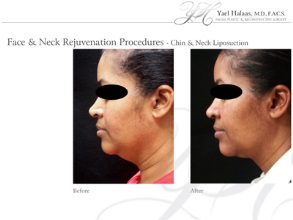 Yael Halaas, M.D., F.A.C.S.
Face & Neck Rejuvenation Procedures - Chin & Neck Liposuction
Before
After